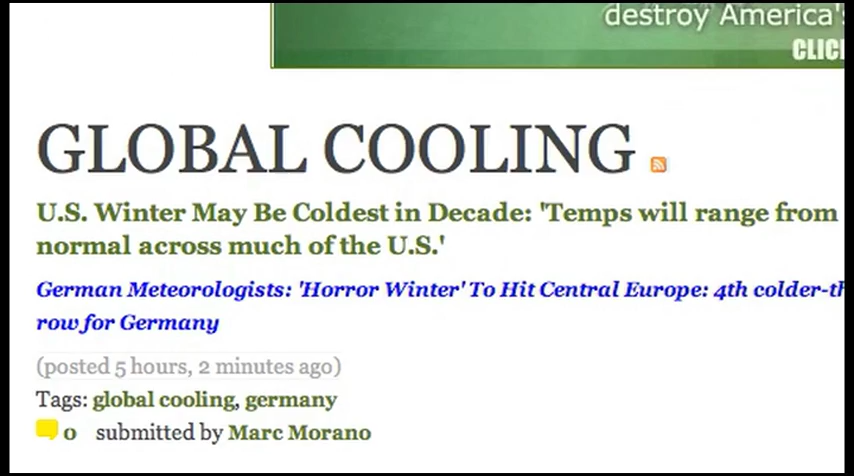 destroy America's
GLOBAL COOLING
U.S. Winter May Be Coldest in Decade: 'Temps will range from
normal across much of the U.S.'
German Meteorologists: 'Horror Winter' To Hit Central Europe: 4th colder-th
row for Germany
(posted 5 hours, 2 minutes ago)
Tags: global cooling, germany
0 submitted by Marc Morano